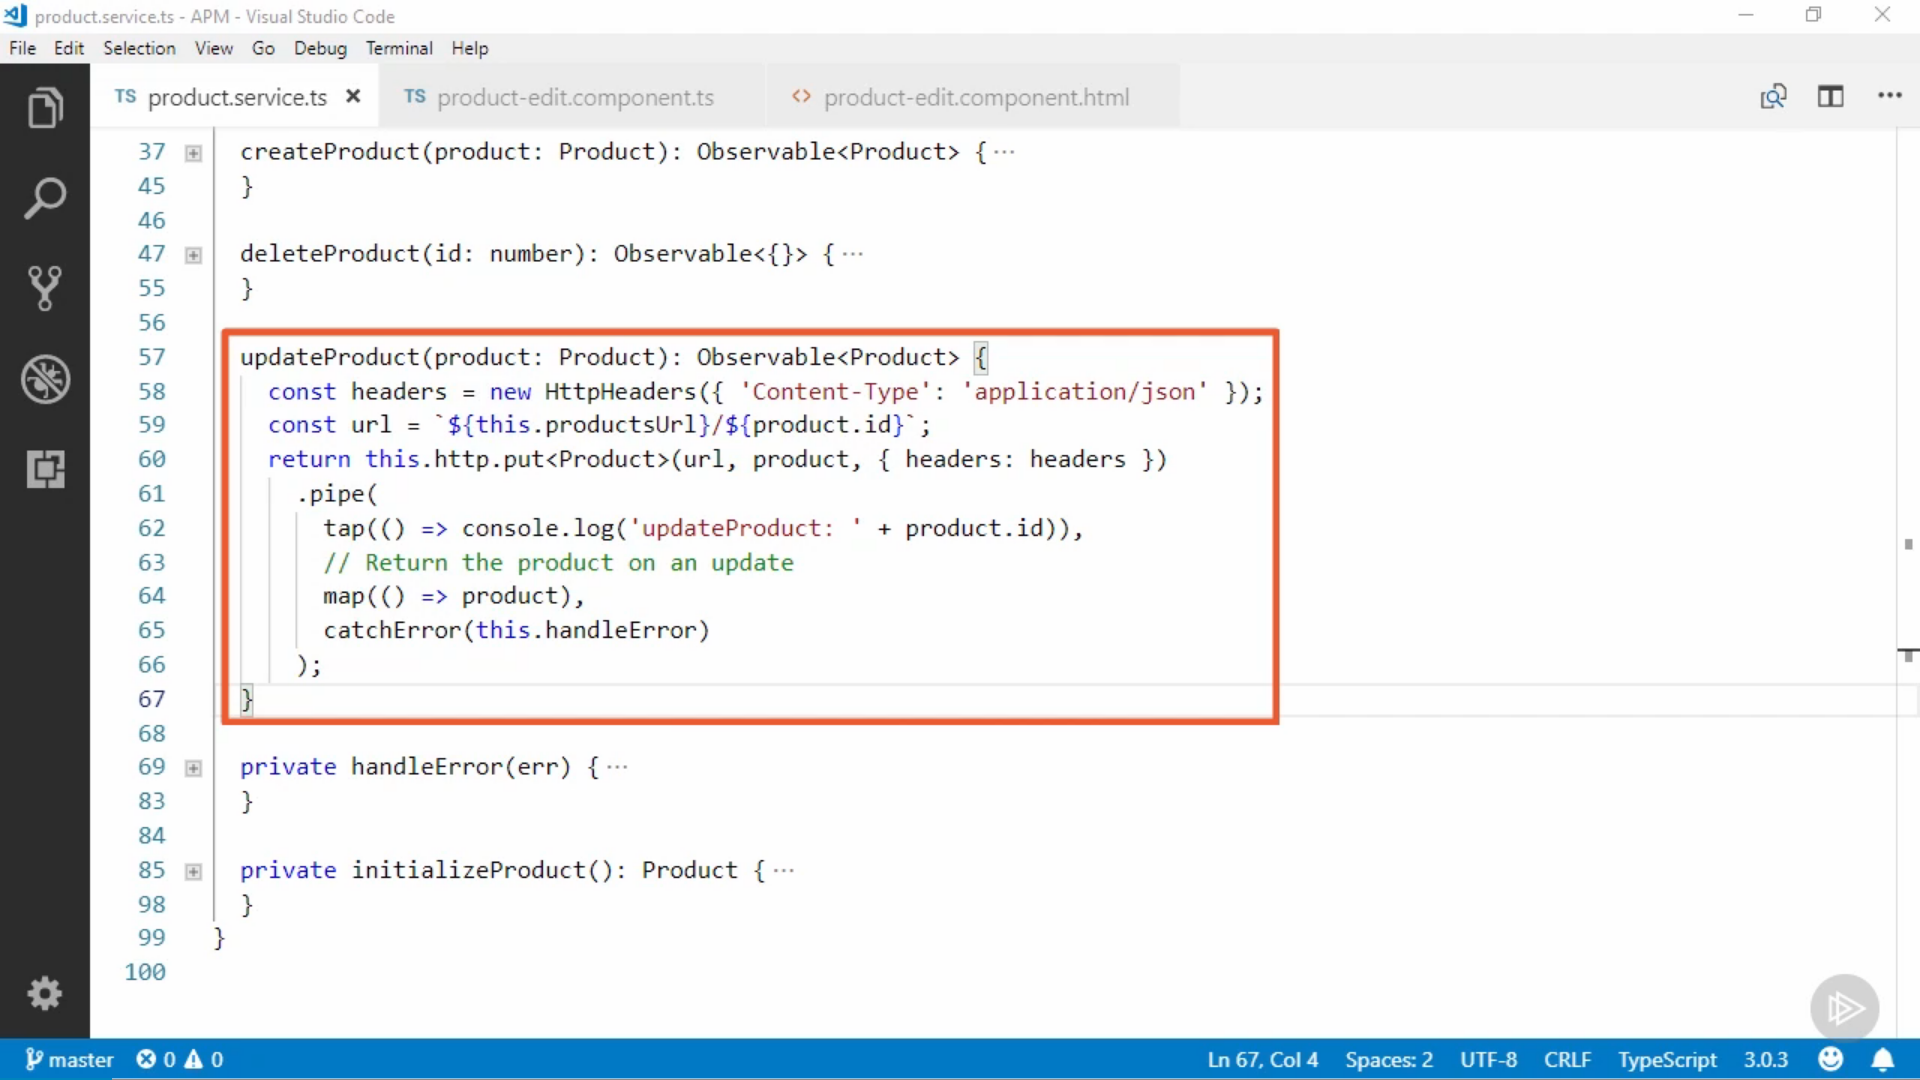 product.service.ts - APM - Visual Studio Code
File Edit Selection View Go Debug Terminal Help
TS product.service.ts TS product-edit.component.ts <> product-edit.component.html
37 createProduct(product: Product): Observable<Product> {···
45 }
46
47 deleteProduct(id: number): Observable<{}> {···
55 }
56
57 updateProduct(product: Product): Observable<Product> {
58 const headers = new HttpHeaders({ 'Content-Type': 'application/json' });
59 const url = `${this.productsUrl}/${product.id}`;
60 return this.http.put<Product>(url, product, { headers: headers })
61 .pipe(
62 tap(() => console.log('updateProduct: ' + product.id)),
63 // Return the product on an update
64 map(() => product),
65 catchError(this.handleError)
66 );
67 }
68
69 private handleError(err) {···
83 }
84
85 private initializeProduct(): Product {···
98 }
99 }
100
master 0 0 Ln 67, Col 4 Spaces: 2 UTF-8 CRLF TypeScript 3.0.3